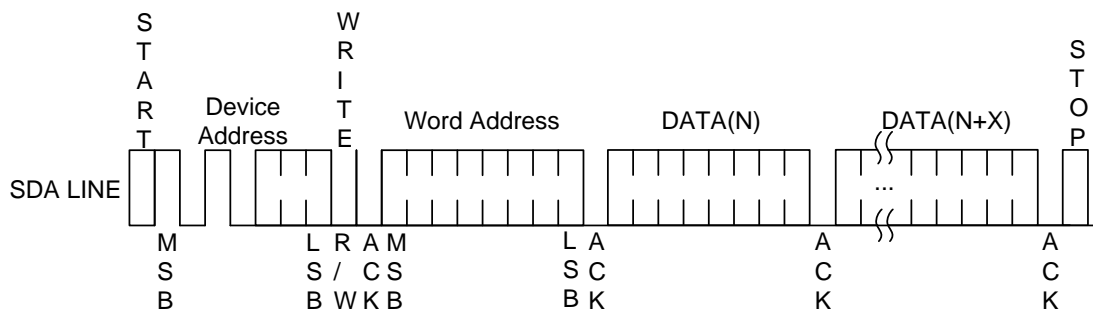 START
WRITE
STOP
Device
Address
Word Address
DATA(N)
DATA(N+X)
SDA LINE
...
MSB
LSB
R/W
ACK
MSB
LSB
ACK
ACK
ACK